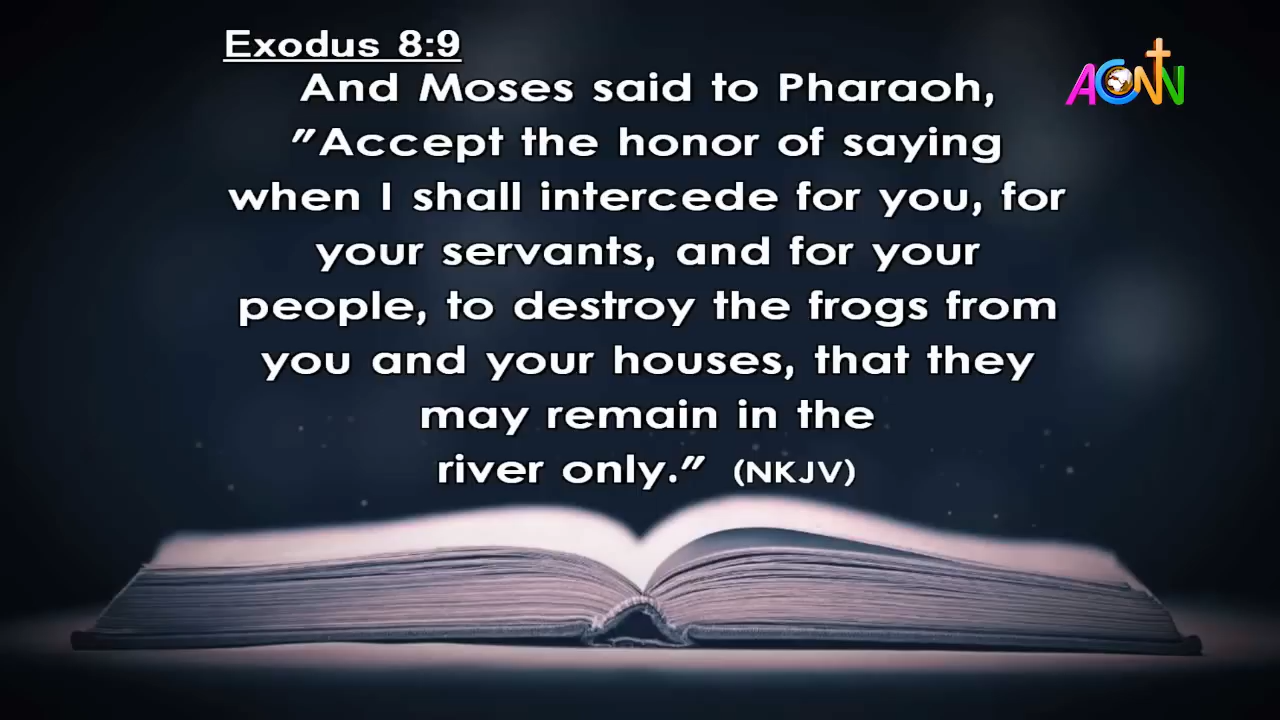 Exodus 8:9
ACNN
And Moses said to Pharaoh,
"Accept the honor of saying
when I shall intercede for you, for
your servants, and for your
people, to destroy the frogs from
you and your houses, that they
may remain in the
river only." (NKJV)